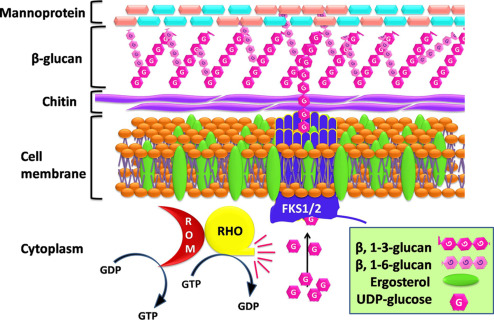 Mannoprotein
β-glucan
Chitin
Cell
membrane
Cytoplasm
G G G G G G
FKS1/2
ROM
RHO
GDP
GTP
GTP
GDP
G
G
G
G
G
G
β, 1-3-glucan
β, 1-6-glucan
Ergosterol
UDP-glucose
G